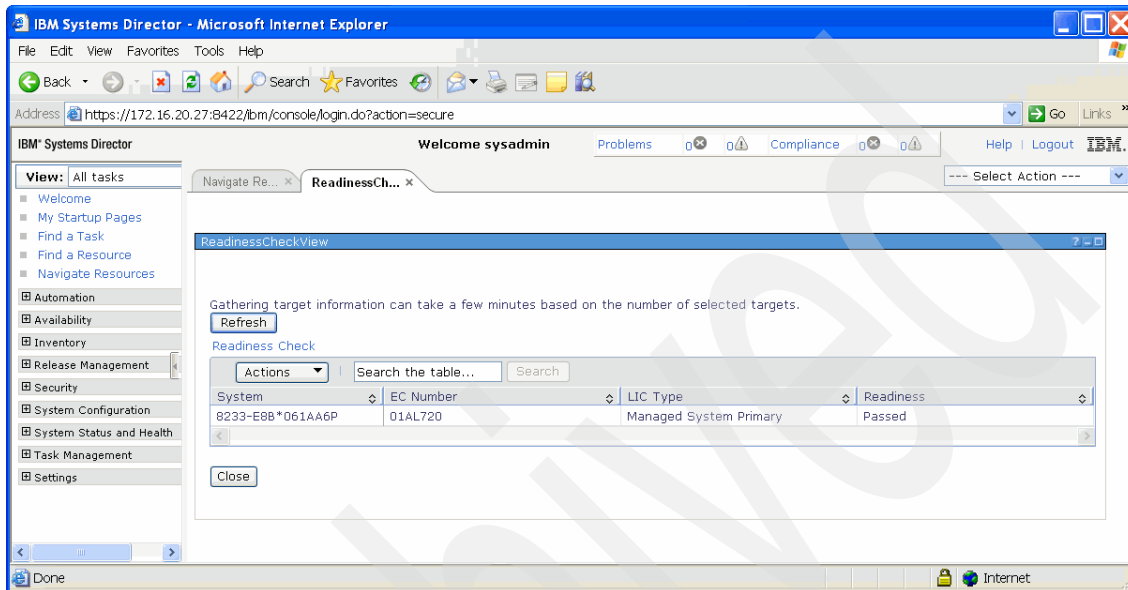 IBM Systems Director - Microsoft Internet Explorer
File Edit View Favorites Tools Help
Back Search Favorites
Address https://172.16.20.27:8422/ibm/console/login.do?action=secure Go Links »
IBM® Systems Director Welcome sysadmin Problems 0 0 Compliance 0 0 Help | Logout IBM.
View: All tasks
Navigate Re... × ReadinessCh... × --- Select Action ---
Welcome
My Startup Pages
Find a Task
Find a Resource
Navigate Resources
Automation
Availability
Inventory
Release Management
Security
System Configuration
System Status and Health
Task Management
Settings
ReadinessCheckView ?
Gathering target information can take a few minutes based on the number of selected targets.
Refresh
Readiness Check
Actions Search the table... Search
System EC Number LIC Type Readiness
8233-E8B*061AA6P 01AL720 Managed System Primary Passed
Close
Done Internet
hived